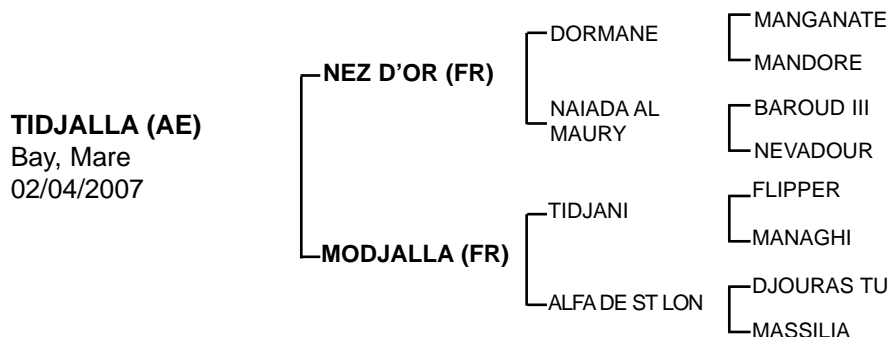 TIDJALLA (AE)
Bay, Mare
02/04/2007
NEZ D’OR (FR)
MODJALLA (FR)
DORMANE
NAIADA AL
MAURY
TIDJANI
ALFA DE ST LON
MANGANATE
MANDORE
BAROUD III
NEVADOUR
FLIPPER
MANAGHI
DJOURAS TU
MASSILIA